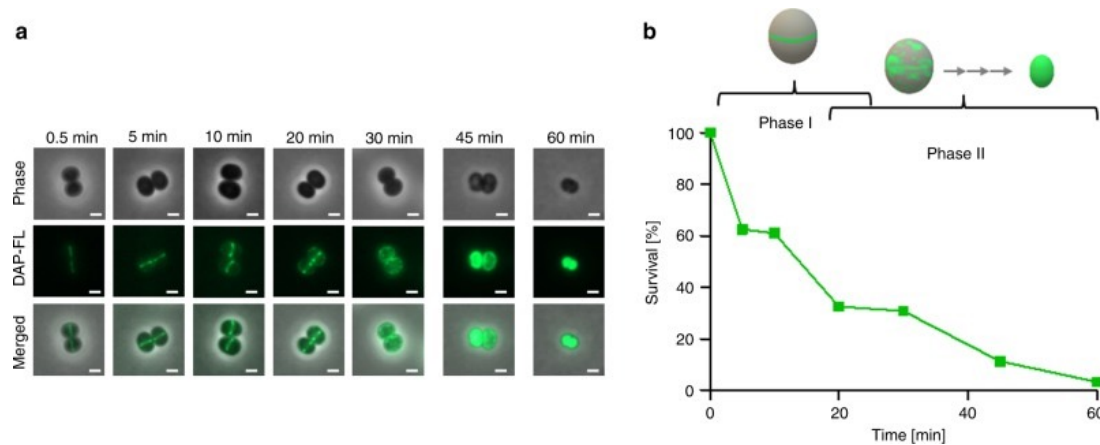 a
0.5 min 5 min 10 min 20 min 30 min 45 min 60 min
Phase
DAP-FL
Merged
b
Phase I
Phase II
100
80
60
40
20
0
Survival [%]
0 20 40 60
Time [min]